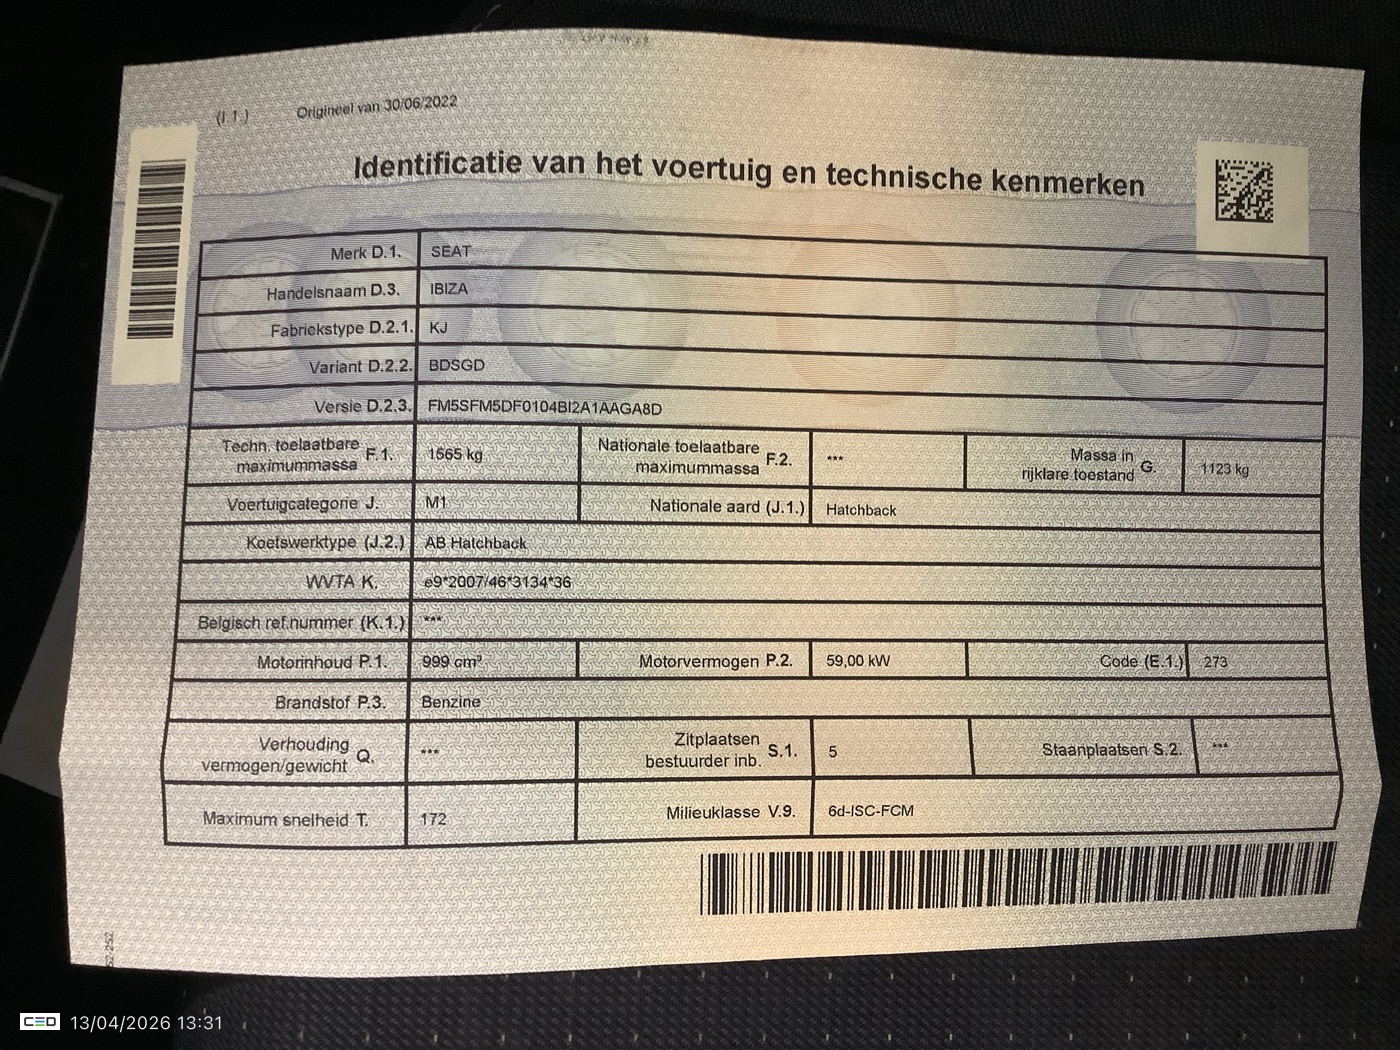 (I.1.) Origineel van 30/06/2022
Identificatie van het voertuig en technische kenmerken
Merk D.1. SEAT
Handelsnaam D.3. IBIZA
Fabriekstype D.2.1. KJ
Variant D.2.2. BDSGD
Versie D.2.3. FM5SFM5DF0104BI2A1AAGA8D
Techn. toelaatbare maximummassa F.1. 1565 kg Nationale toelaatbare maximummassa F.2. *** Massa in rijklare toestand G. 1123 kg
Voertuigcategorie J. M1 Nationale aard (J.1.) Hatchback
Koetswerktype (J.2.) AB Hatchback
WVTA K. e9*2007/46*3134*36
Belgisch ref.nummer (K.1.) ***
Motorinhoud P.1. 999 cm³ Motorvermogen P.2. 59,00 kW Code (E.1.) 273
Brandstof P.3. Benzine
Verhouding vermogen/gewicht Q. *** Zitplaatsen bestuurder inb. S.1. 5 Staanplaatsen S.2. ***
Maximum snelheid T. 172 Milieuklasse V.9. 6d-ISC-FCM
CED 13/04/2026 13:31